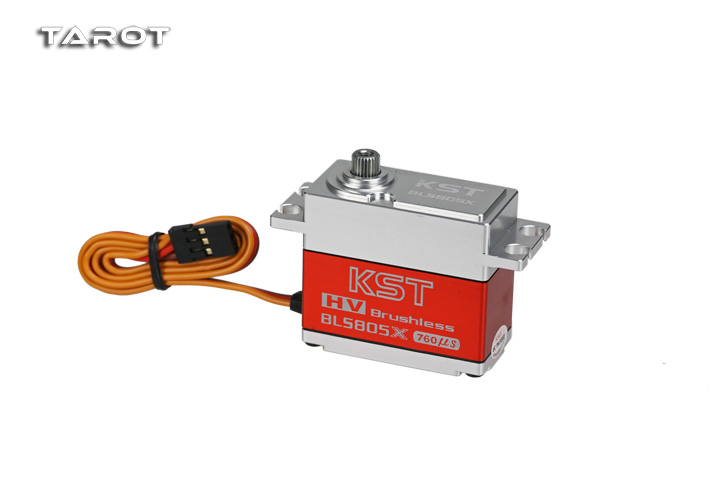 TAROT
KST
BLS805X
KST
HV Brushless
BLS805X 760μs